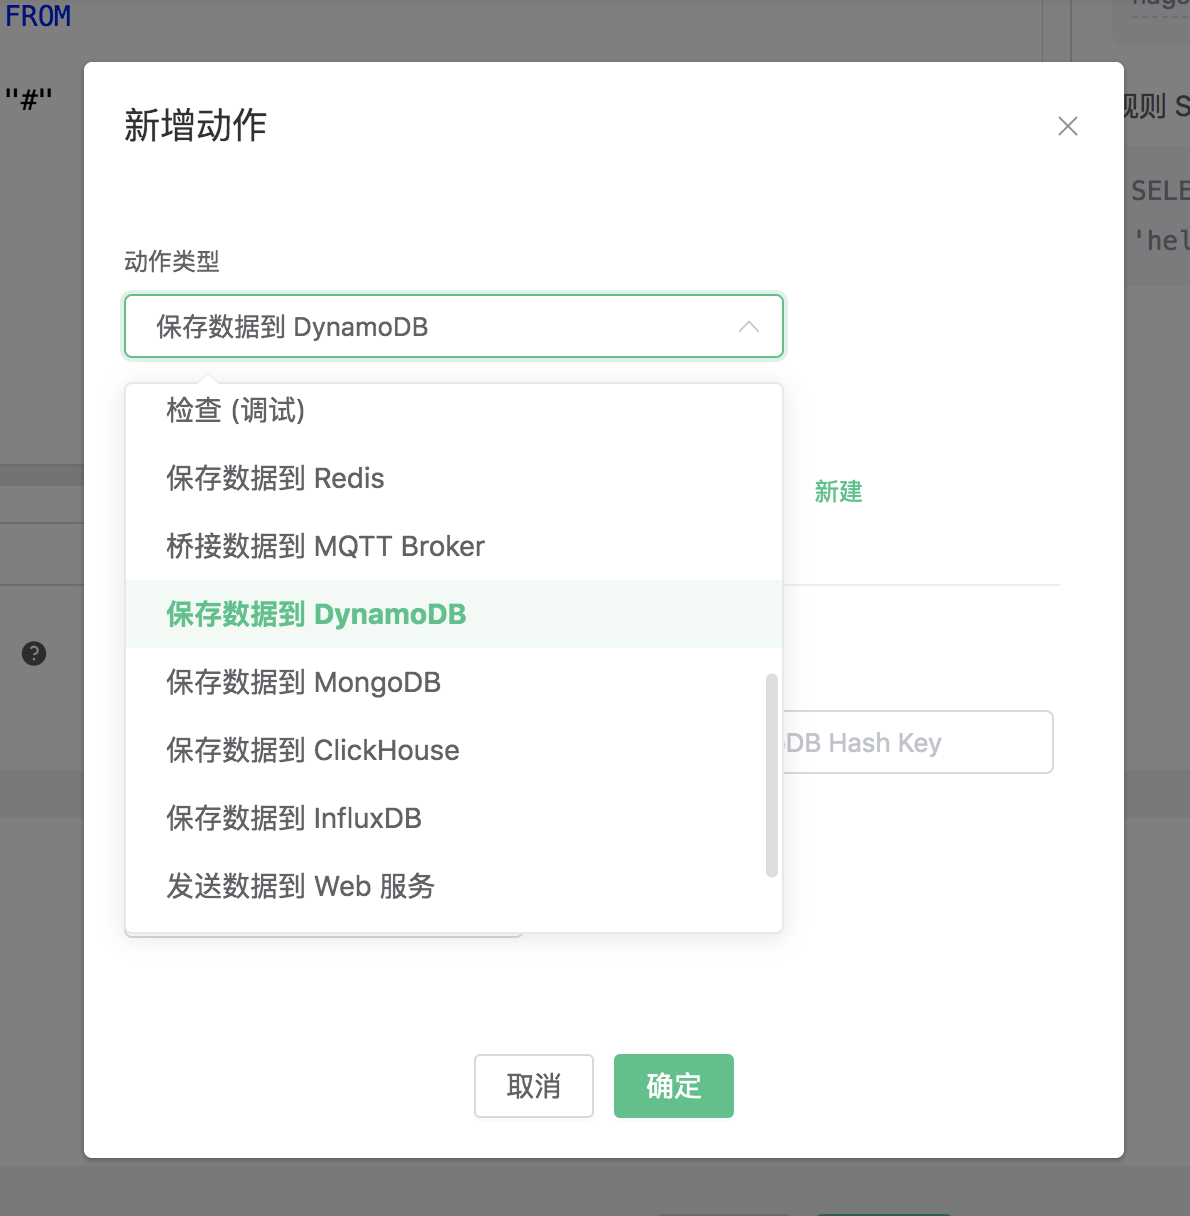 FROM
"#"
新增动作
规则 S
SELE
'hel
动作类型
保存数据到 DynamoDB
检查 (调试)
保存数据到 Redis
新建
桥接数据到 MQTT Broker
保存数据到 DynamoDB
保存数据到 MongoDB
DB Hash Key
保存数据到 ClickHouse
保存数据到 InfluxDB
发送数据到 Web 服务
取消
确定